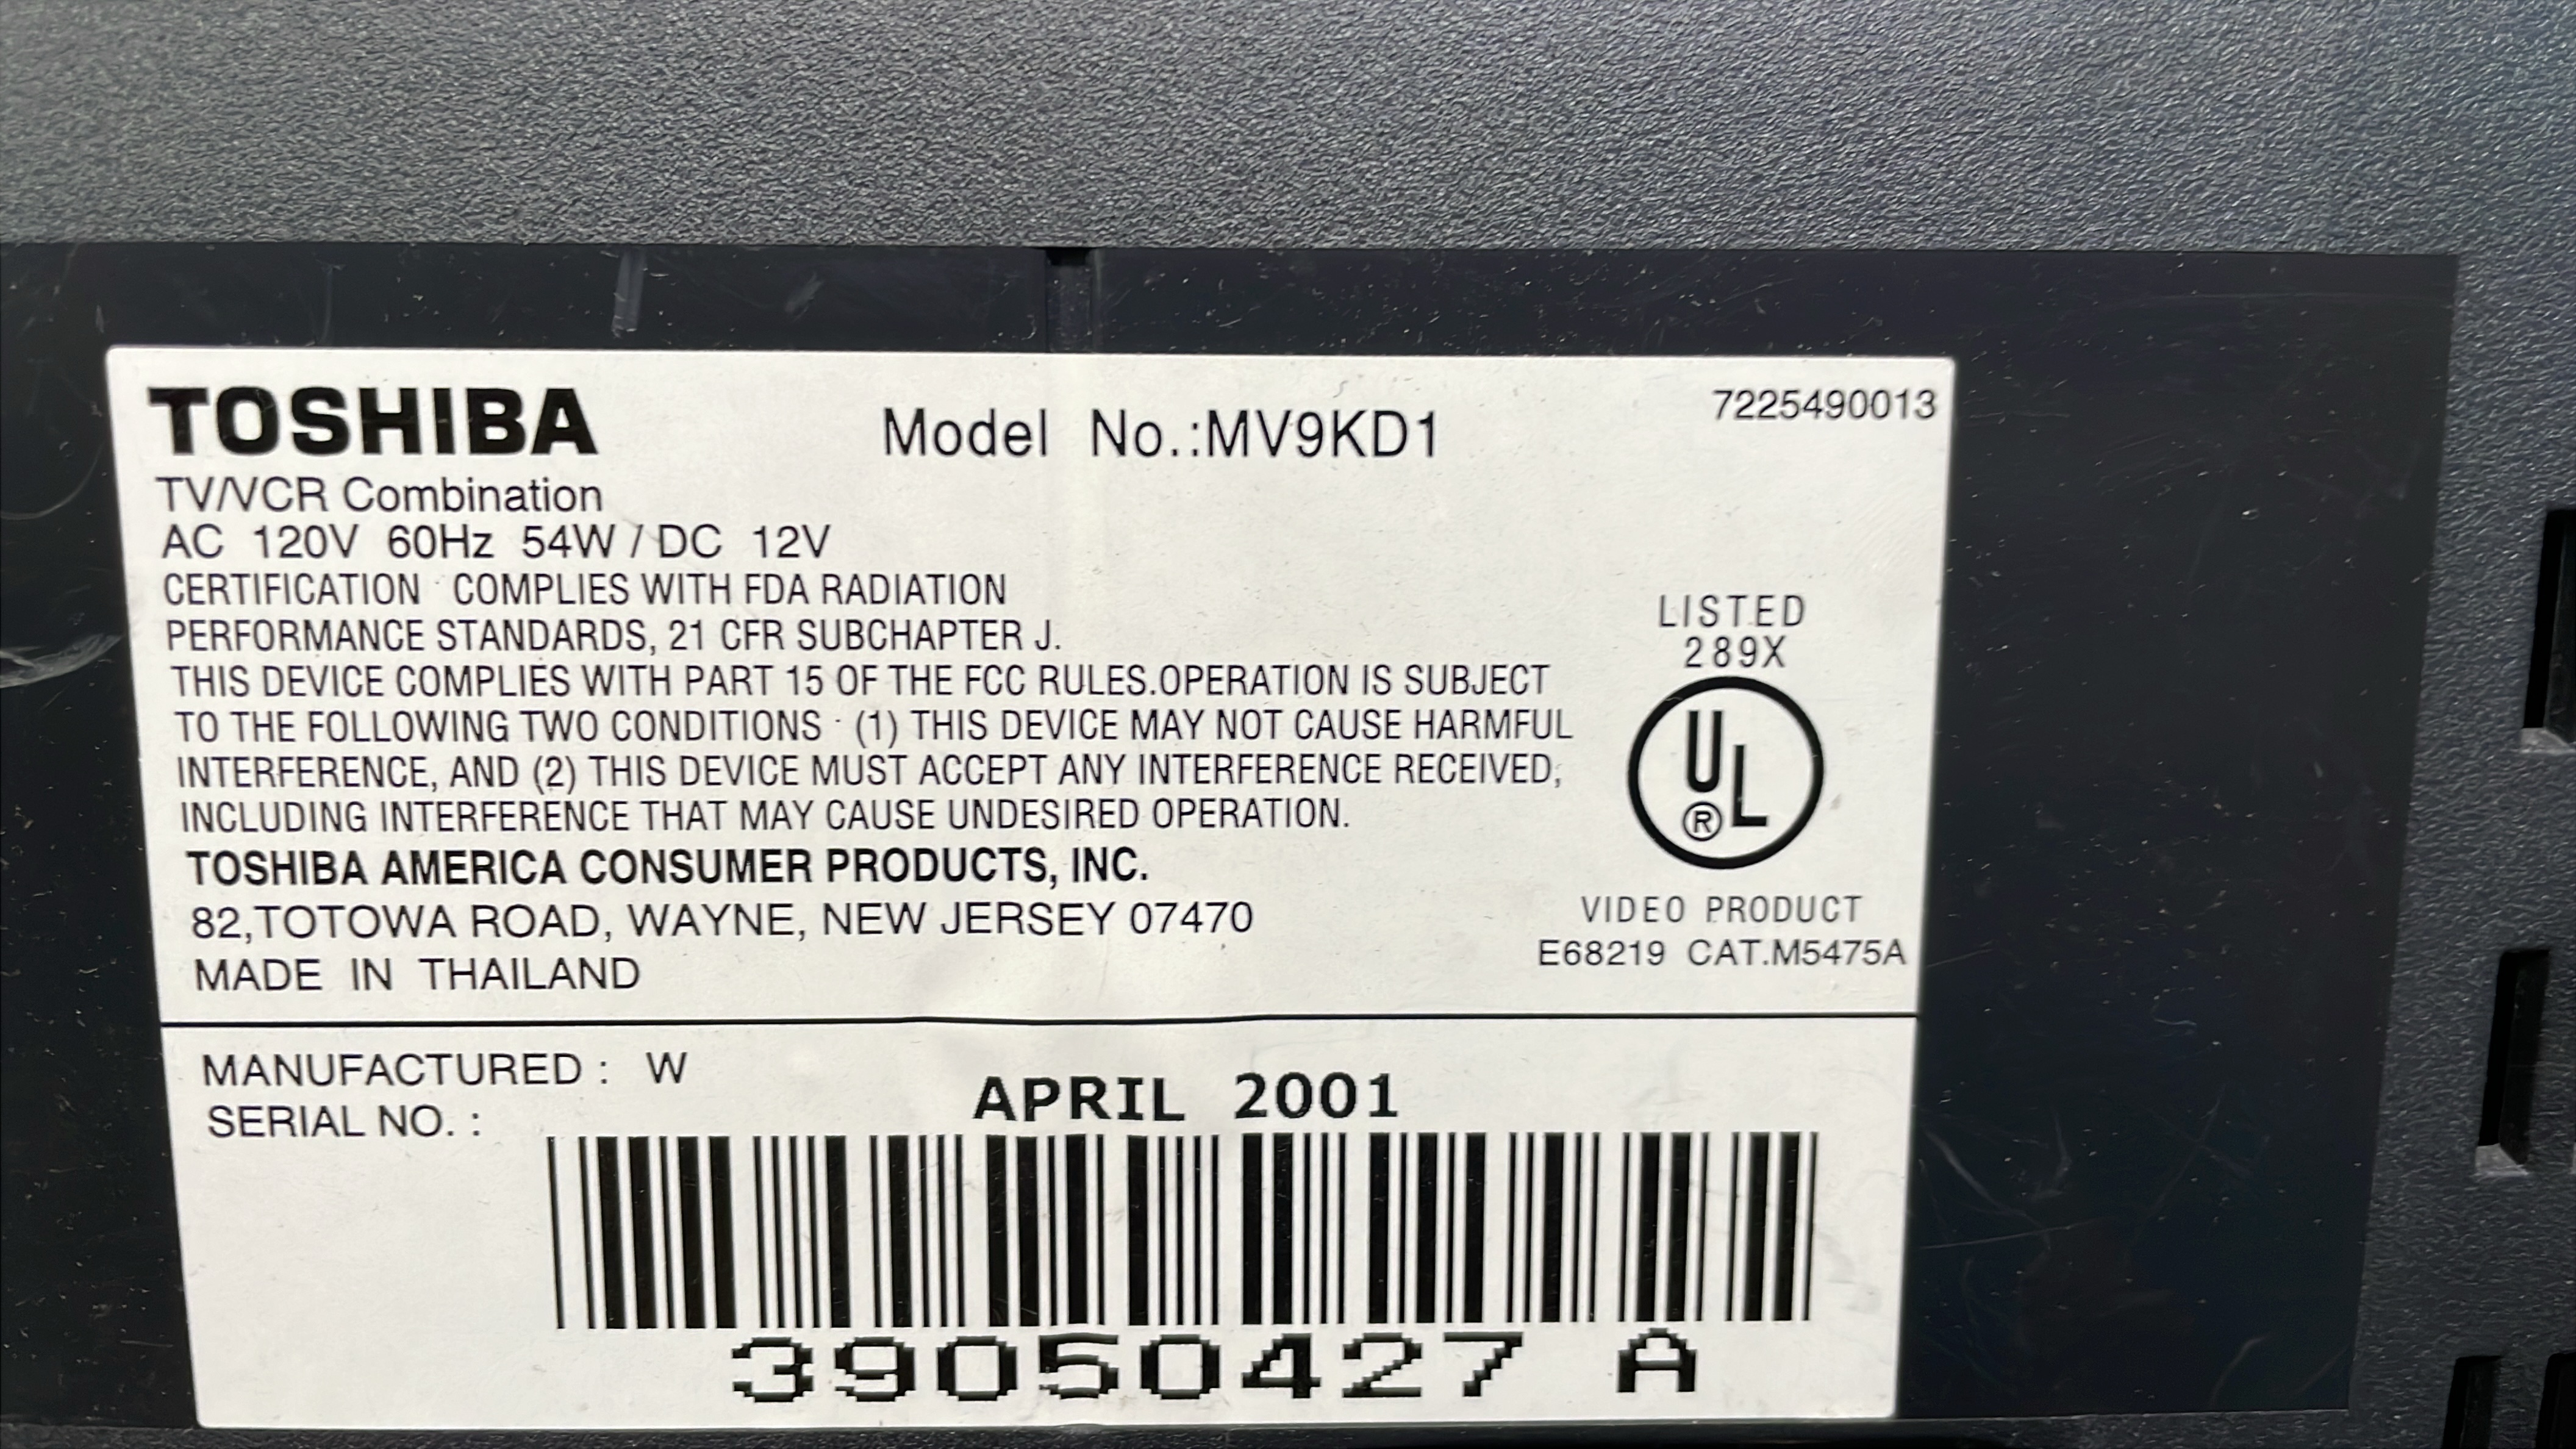 TOSHIBA
Model No.:MV9KD1
7225490013
TV/VCR Combination
AC 120V 60Hz 54W / DC 12V
CERTIFICATION : COMPLIES WITH FDA RADIATION
PERFORMANCE STANDARDS, 21 CFR SUBCHAPTER J.
THIS DEVICE COMPLIES WITH PART 15 OF THE FCC RULES.OPERATION IS SUBJECT
TO THE FOLLOWING TWO CONDITIONS : (1) THIS DEVICE MAY NOT CAUSE HARMFUL
INTERFERENCE, AND (2) THIS DEVICE MUST ACCEPT ANY INTERFERENCE RECEIVED,
INCLUDING INTERFERENCE THAT MAY CAUSE UNDESIRED OPERATION.
TOSHIBA AMERICA CONSUMER PRODUCTS, INC.
82,TOTOWA ROAD, WAYNE, NEW JERSEY 07470
MADE IN THAILAND
LISTED
289X
UL
®
VIDEO PRODUCT
E68219 CAT.M5475A
MANUFACTURED : W
APRIL 2001
SERIAL NO. :
39050427 A